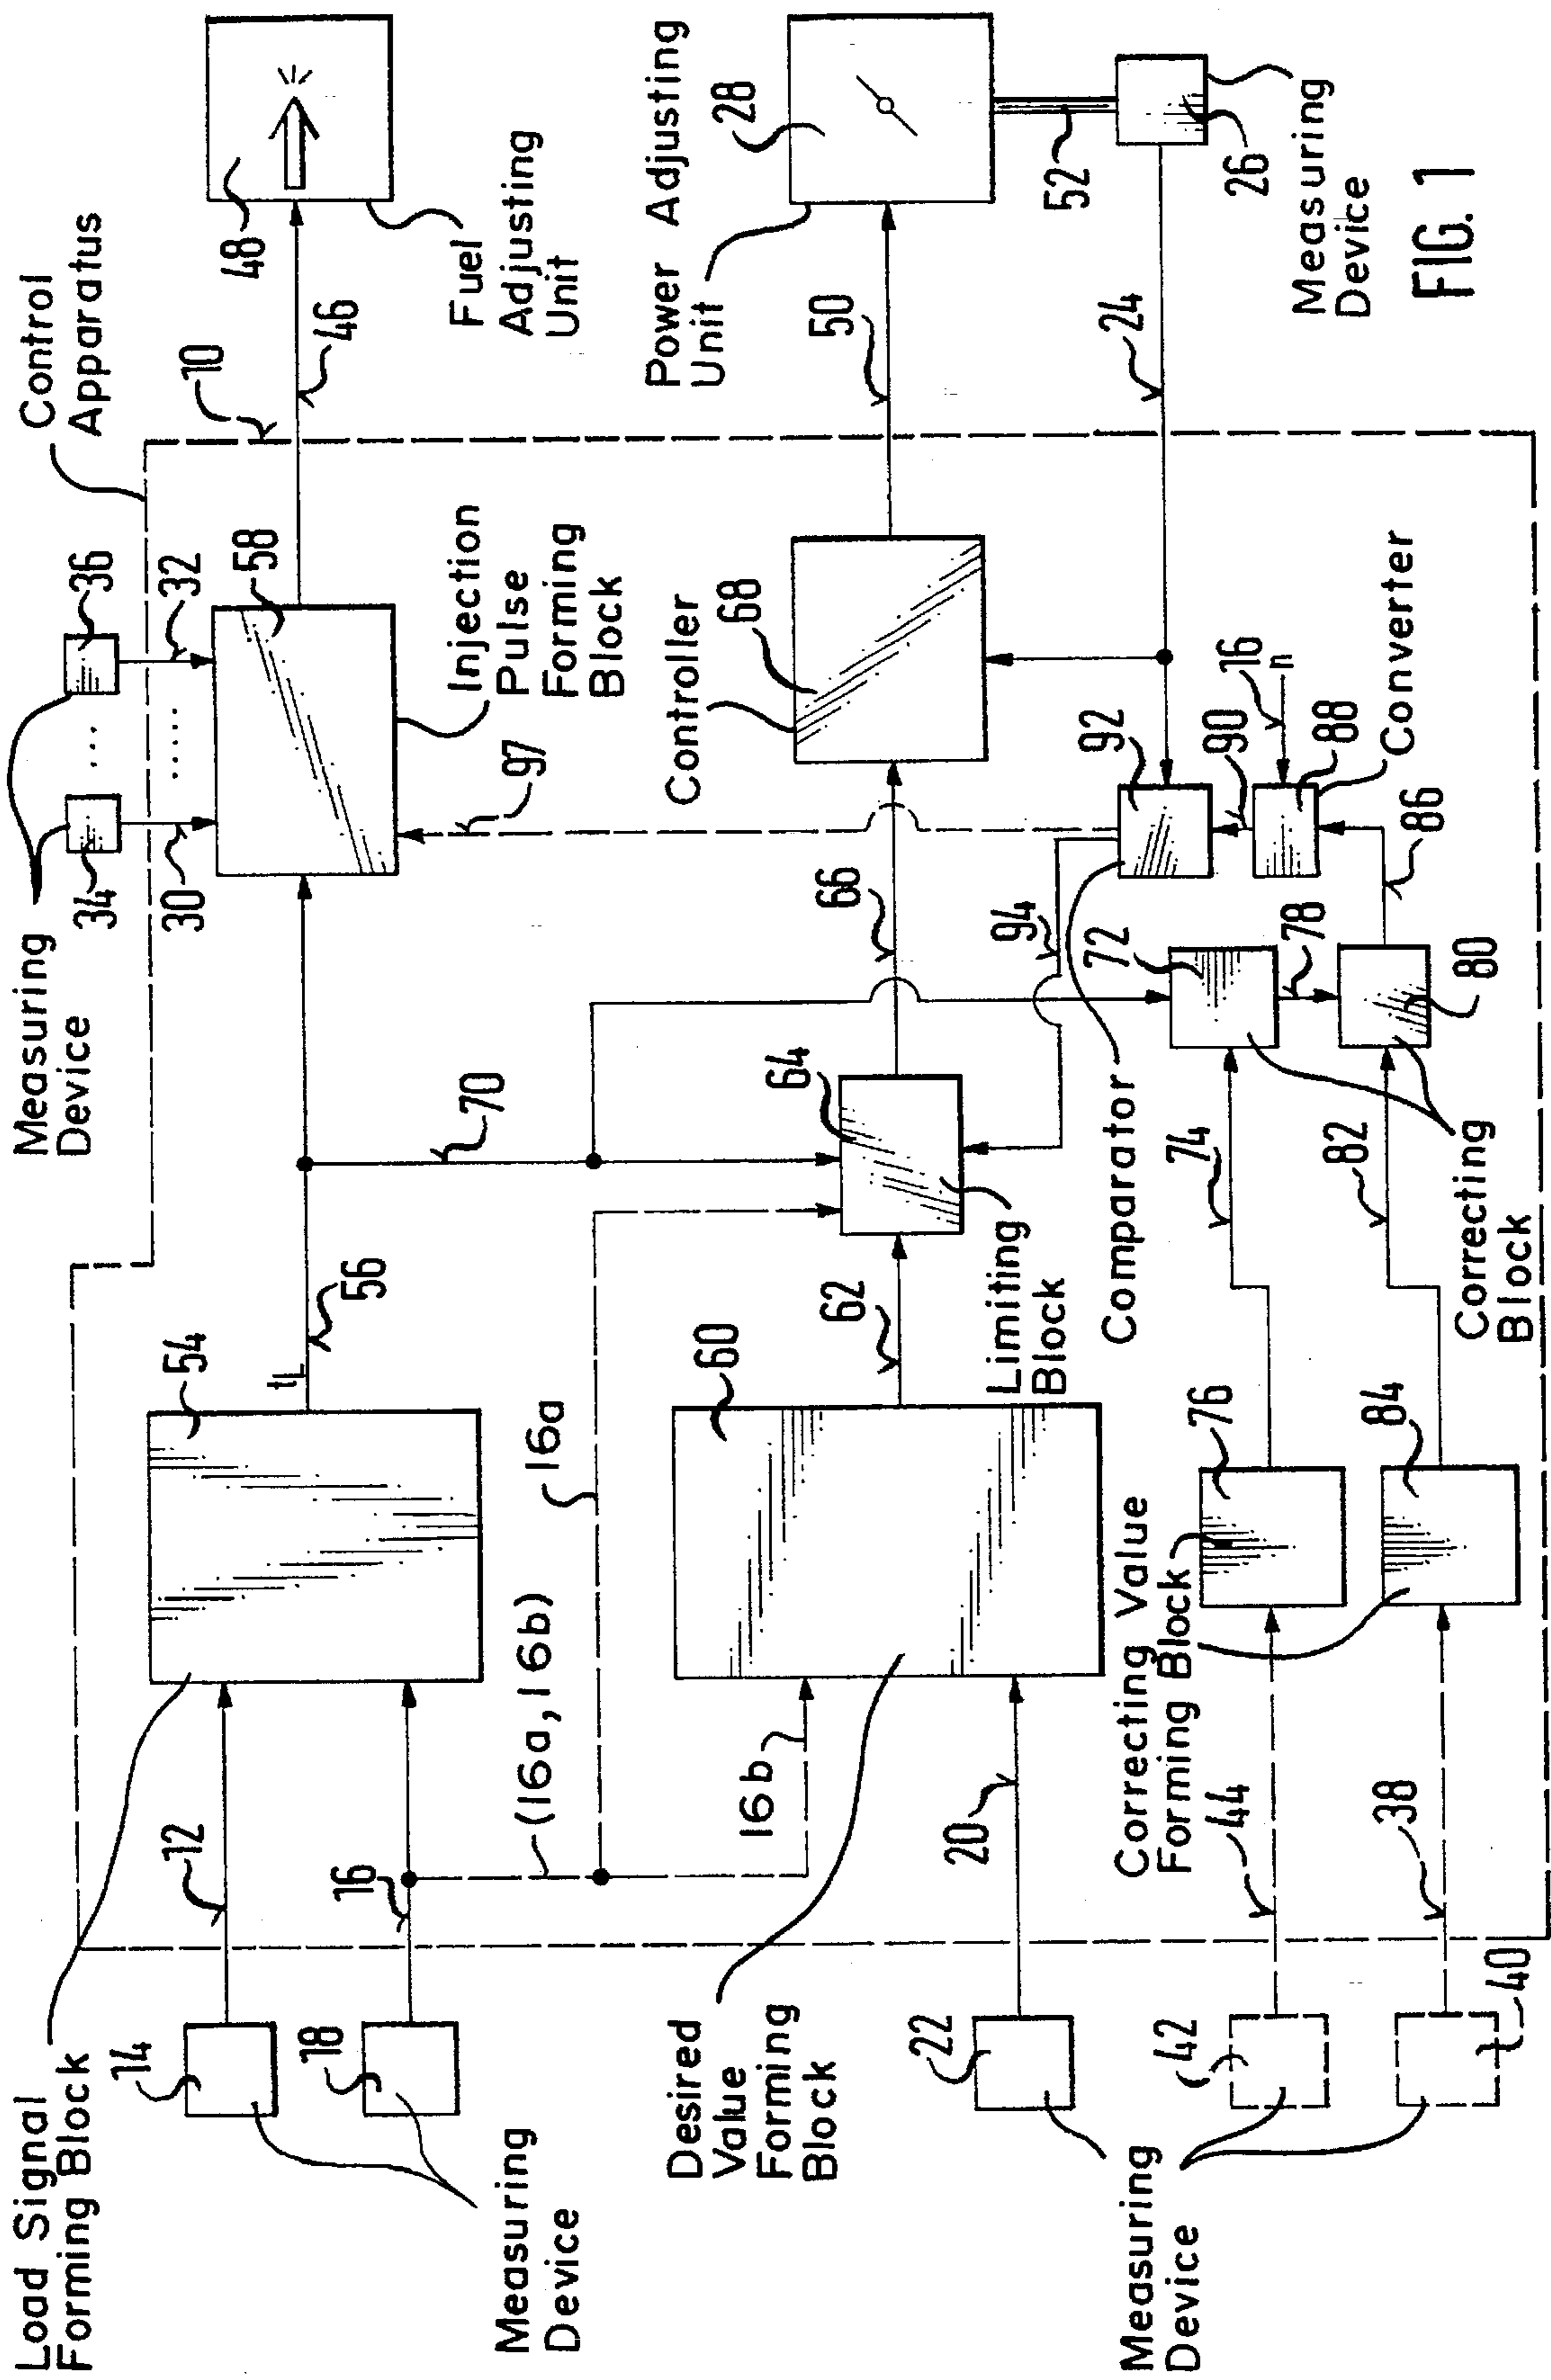 Load Signal
Forming Block
14
12
54
t_L
56
Measuring
Device
34
36
30
32
...
.....
58
Control
Apparatus
10
46
48
Fuel
Adjusting
Unit
18
16
(16a, 16b)
16a
16b
70
97
Injection
Pulse
Forming
Block
Measuring
Device
Desired
Value
Forming
Block
60
62
64
Limiting
Block
66
Controller
68
50
Power Adjusting
Unit
28
52
22
20
94
Comparator
92
24
26
Measuring
Device
42
44
Correcting Value
Forming Block
76
74
72
78
90
16
n
88
Converter
40
38
84
82
80
86
Correcting
Block
Measuring
Device
FIG. 1